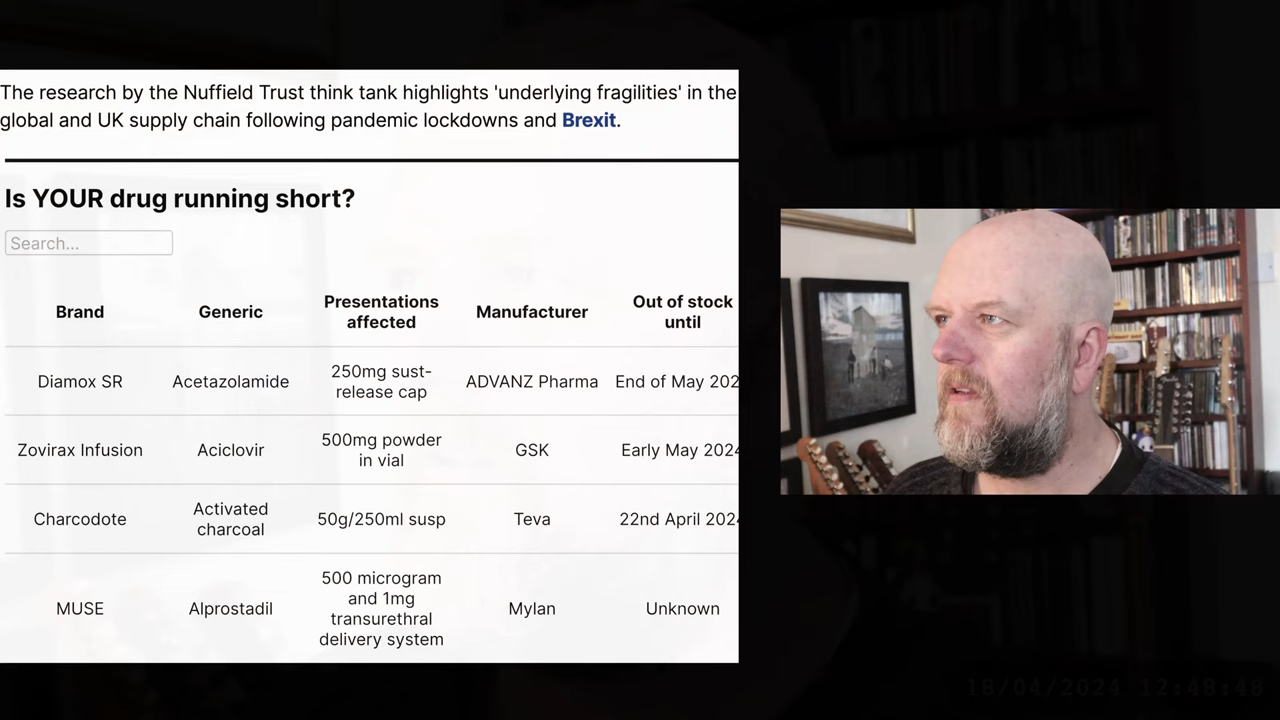 The research by the Nuffield Trust think tank highlights 'underlying fragilities' in the
global and UK supply chain following pandemic lockdowns and Brexit.
Is YOUR drug running short?
Search...
Brand Generic Presentations affected Manufacturer Out of stock until
Diamox SR Acetazolamide 250mg sust-release cap ADVANZ Pharma End of May 202
Zovirax Infusion Aciclovir 500mg powder in vial GSK Early May 2024
Charcodote Activated charcoal 50g/250ml susp Teva 22nd April 2024
MUSE Alprostadil 500 microgram and 1mg transurethral delivery system Mylan Unknown
18/04/2024 12:48:48